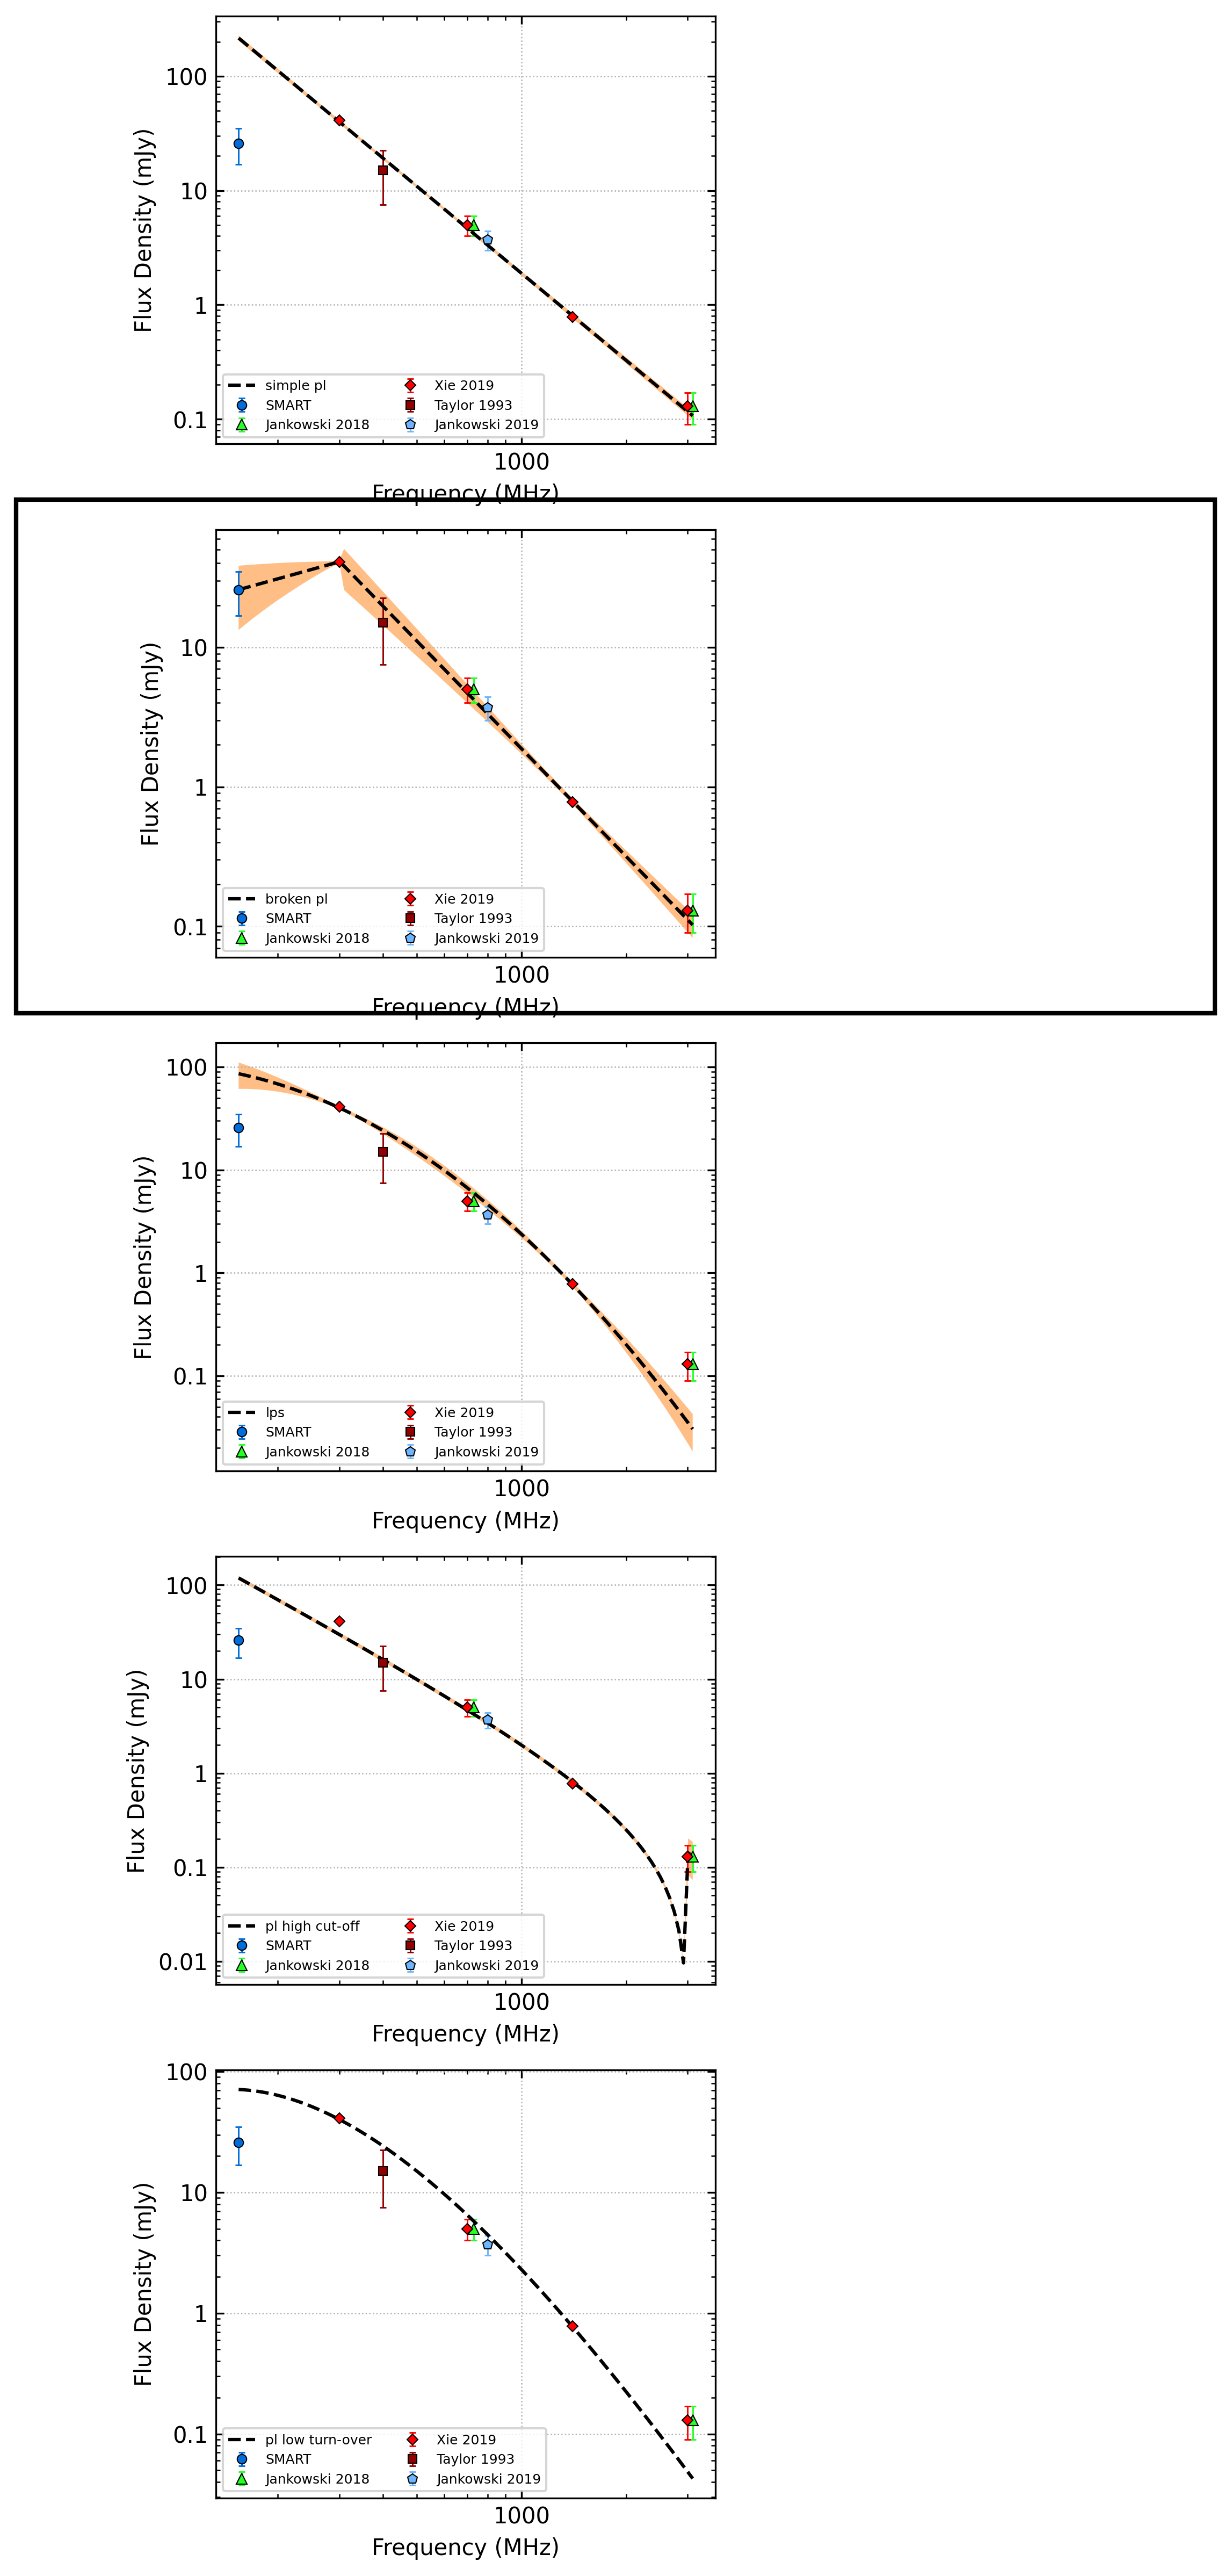 100
10
1
0.1
Flux Density (mJy)
simple pl
SMART
Jankowski 2018
Xie 2019
Taylor 1993
Jankowski 2019
1000
Frequency (MHz)
10
1
0.1
Flux Density (mJy)
broken pl
SMART
Jankowski 2018
Xie 2019
Taylor 1993
Jankowski 2019
1000
Frequency (MHz)
100
10
1
0.1
Flux Density (mJy)
lps
SMART
Jankowski 2018
Xie 2019
Taylor 1993
Jankowski 2019
1000
Frequency (MHz)
100
10
1
0.1
0.01
Flux Density (mJy)
pl high cut-off
SMART
Jankowski 2018
Xie 2019
Taylor 1993
Jankowski 2019
1000
Frequency (MHz)
100
10
1
0.1
Flux Density (mJy)
pl low turn-over
SMART
Jankowski 2018
Xie 2019
Taylor 1993
Jankowski 2019
1000
Frequency (MHz)